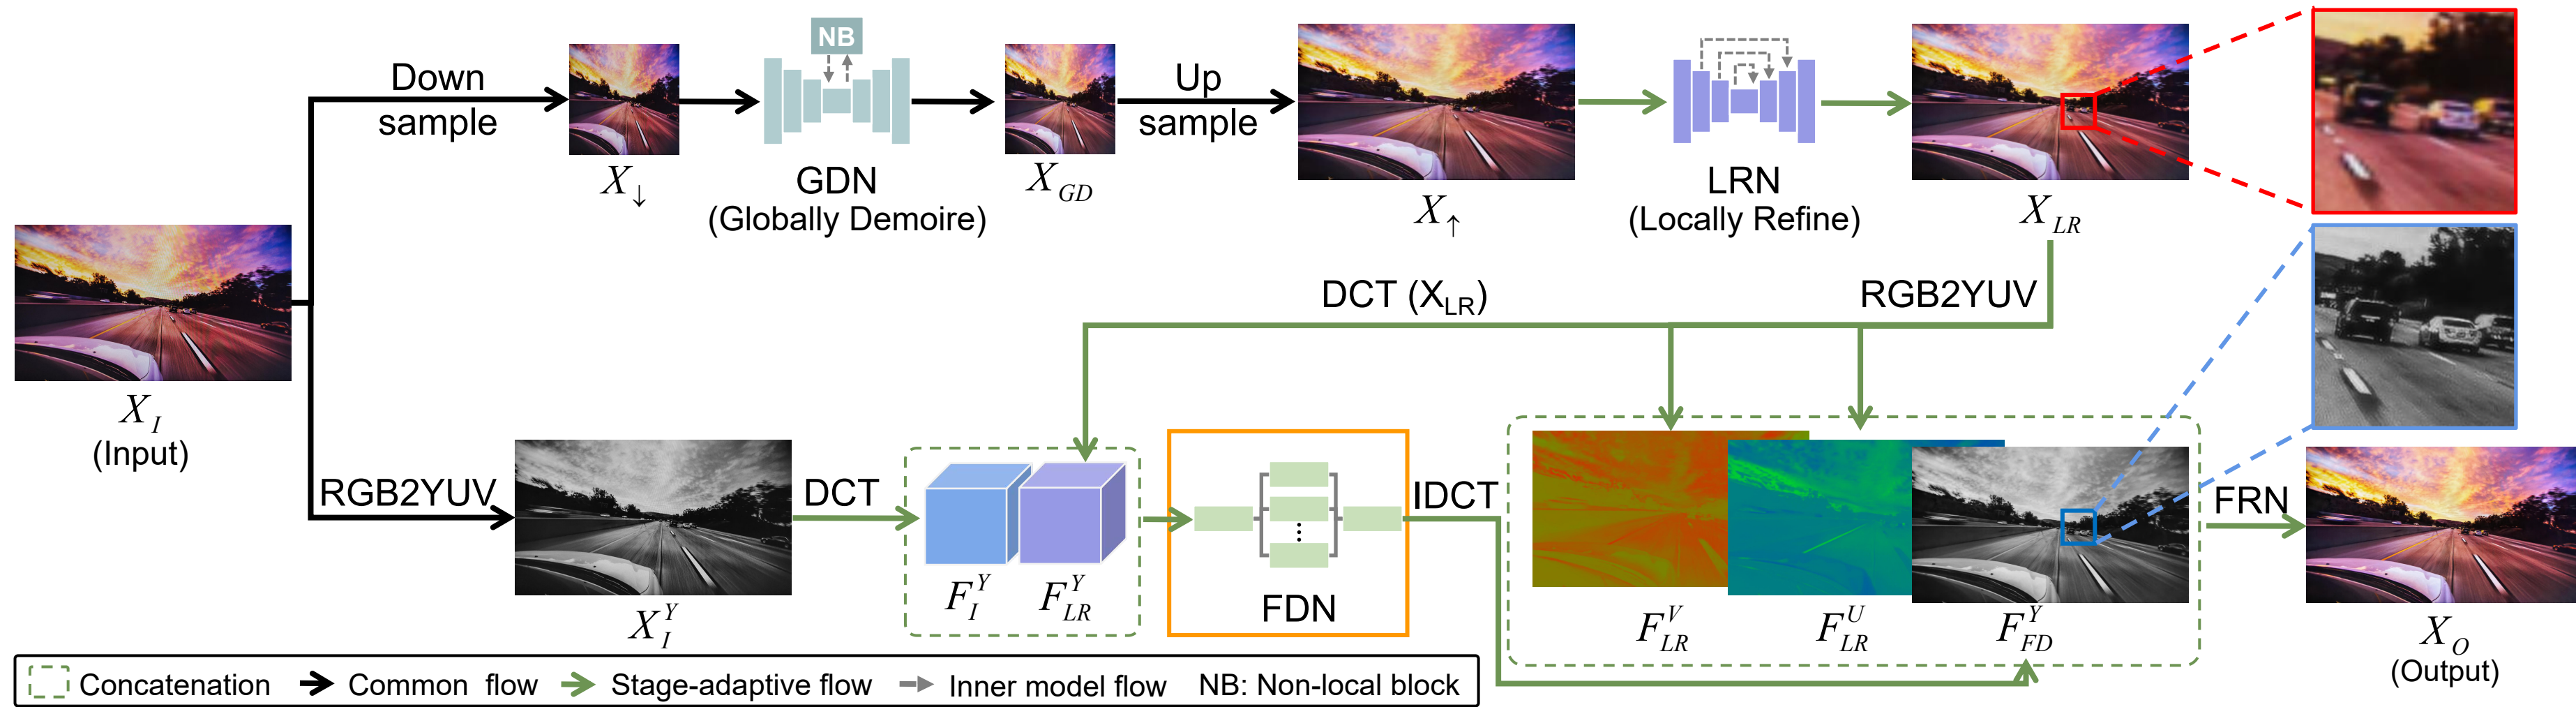 Down
sample
X↓
NB
GDN
(Globally Demoire)
X_GD
Up
sample
X↑
LRN
(Locally Refine)
X_LR
X_I
(Input)
DCT (X_LR)
RGB2YUV
RGB2YUV
X_I^Y
DCT
F_I^Y
F_LR^Y
FDN
IDCT
F_LR^V
F_LR^U
F_FD^Y
FRN
X_O
(Output)
Concatenation
Common flow
Stage-adaptive flow
Inner model flow
NB: Non-local block